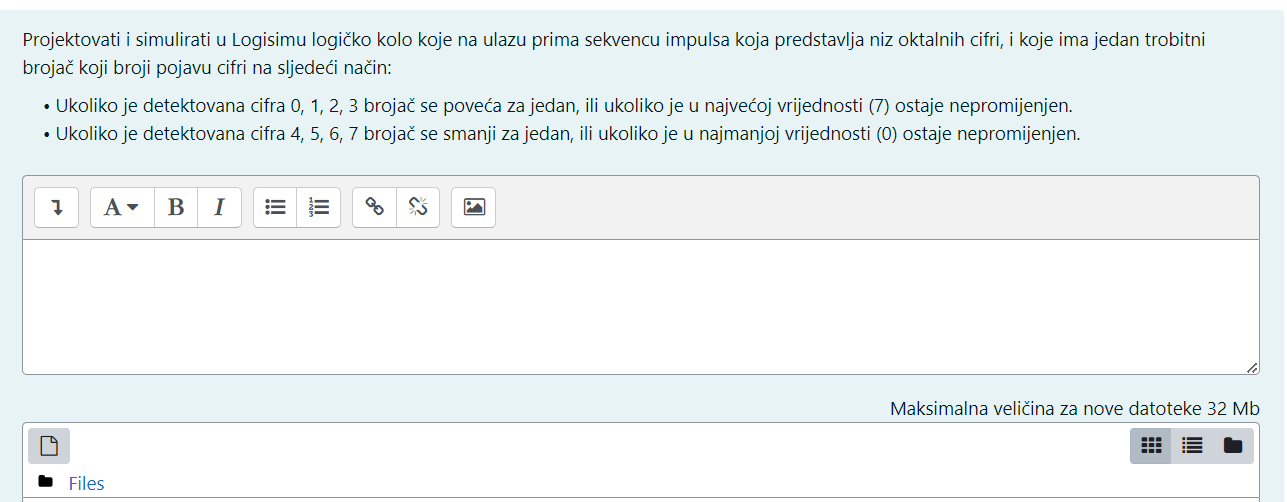 Projektovati i simulirati u Logisimu logičko kolo koje na ulazu prima sekvencu impulsa koja predstavlja niz oktalnih cifri, i koje ima jedan trobitni
brojač koji broji pojavu cifri na sljedeći način:
• Ukoliko je detektovana cifra 0, 1, 2, 3 brojač se poveća za jedan, ili ukoliko je u najvećoj vrijednosti (7) ostaje nepromijenjen.
• Ukoliko je detektovana cifra 4, 5, 6, 7 brojač se smanji za jedan, ili ukoliko je u najmanjoj vrijednosti (0) ostaje nepromijenjen.
A B I
Maksimalna veličina za nove datoteke 32 Mb
Files